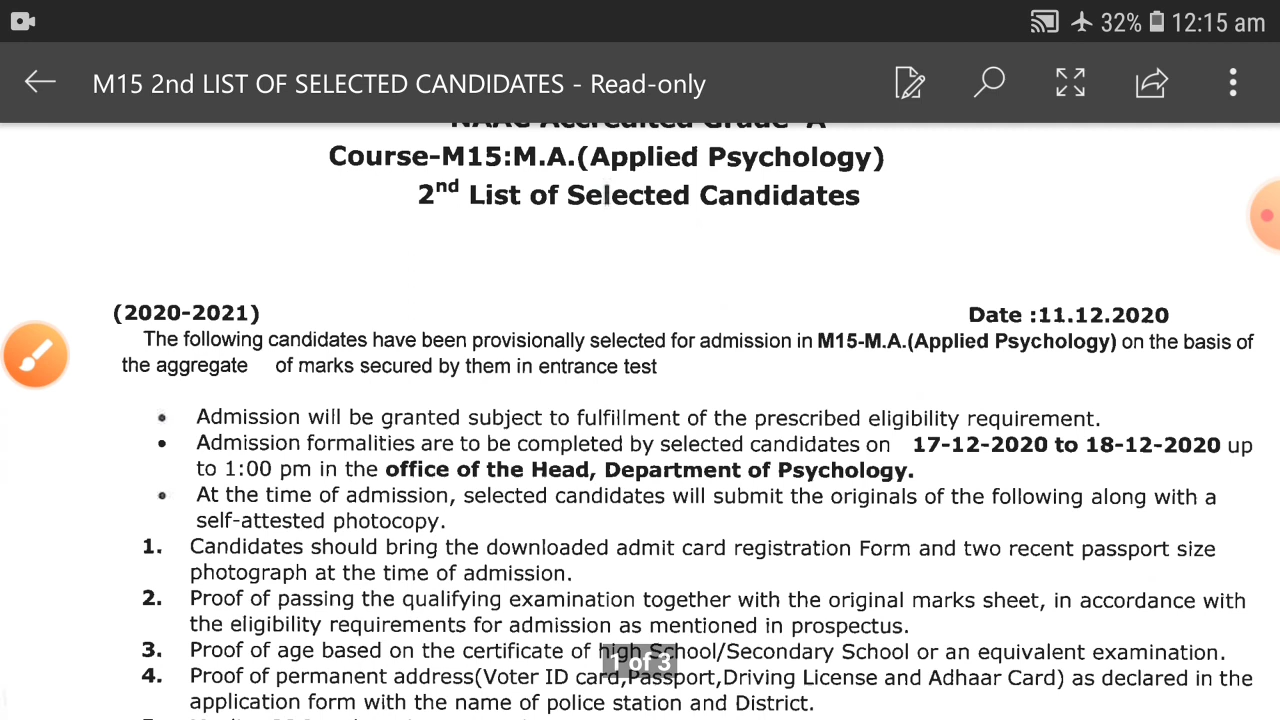 32% 12:15 am
M15 2nd LIST OF SELECTED CANDIDATES - Read-only
NAAC Accredited Grade "A"
Course-M15:M.A.(Applied Psychology)
2nd List of Selected Candidates
(2020-2021) Date :11.12.2020
The following candidates have been provisionally selected for admission in M15-M.A.(Applied Psychology) on the basis of
the aggregate of marks secured by them in entrance test
• Admission will be granted subject to fulfillment of the prescribed eligibility requirement.
• Admission formalities are to be completed by selected candidates on 17-12-2020 to 18-12-2020 up
to 1:00 pm in the office of the Head, Department of Psychology.
• At the time of admission, selected candidates will submit the originals of the following along with a
self-attested photocopy.
1. Candidates should bring the downloaded admit card registration Form and two recent passport size
photograph at the time of admission.
2. Proof of passing the qualifying examination together with the original marks sheet, in accordance with
the eligibility requirements for admission as mentioned in prospectus.
3. Proof of age based on the certificate of high School/Secondary School or an equivalent examination.
1 of 3
4. Proof of permanent address(Voter ID card,Passport,Driving License and Adhaar Card) as declared in the
application form with the name of police station and District.